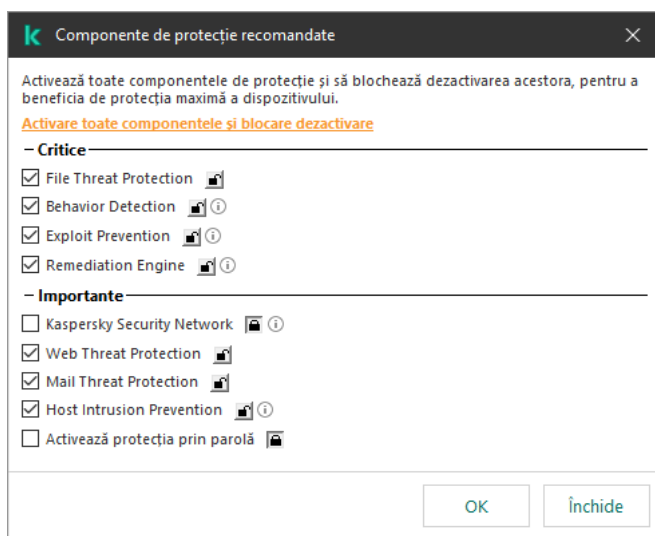 Componente de protecție recomandate
Activează toate componentele de protecție și să blochează dezactivarea acestora, pentru a
beneficia de protecția maximă a dispozitivului.
Activare toate componentele și blocare dezactivare
Critice
File Threat Protection
Behavior Detection
Exploit Prevention
Remediation Engine
Importante
Kaspersky Security Network
Web Threat Protection
Mail Threat Protection
Host Intrusion Prevention
Activează protecția prin parolă
OK
Închide